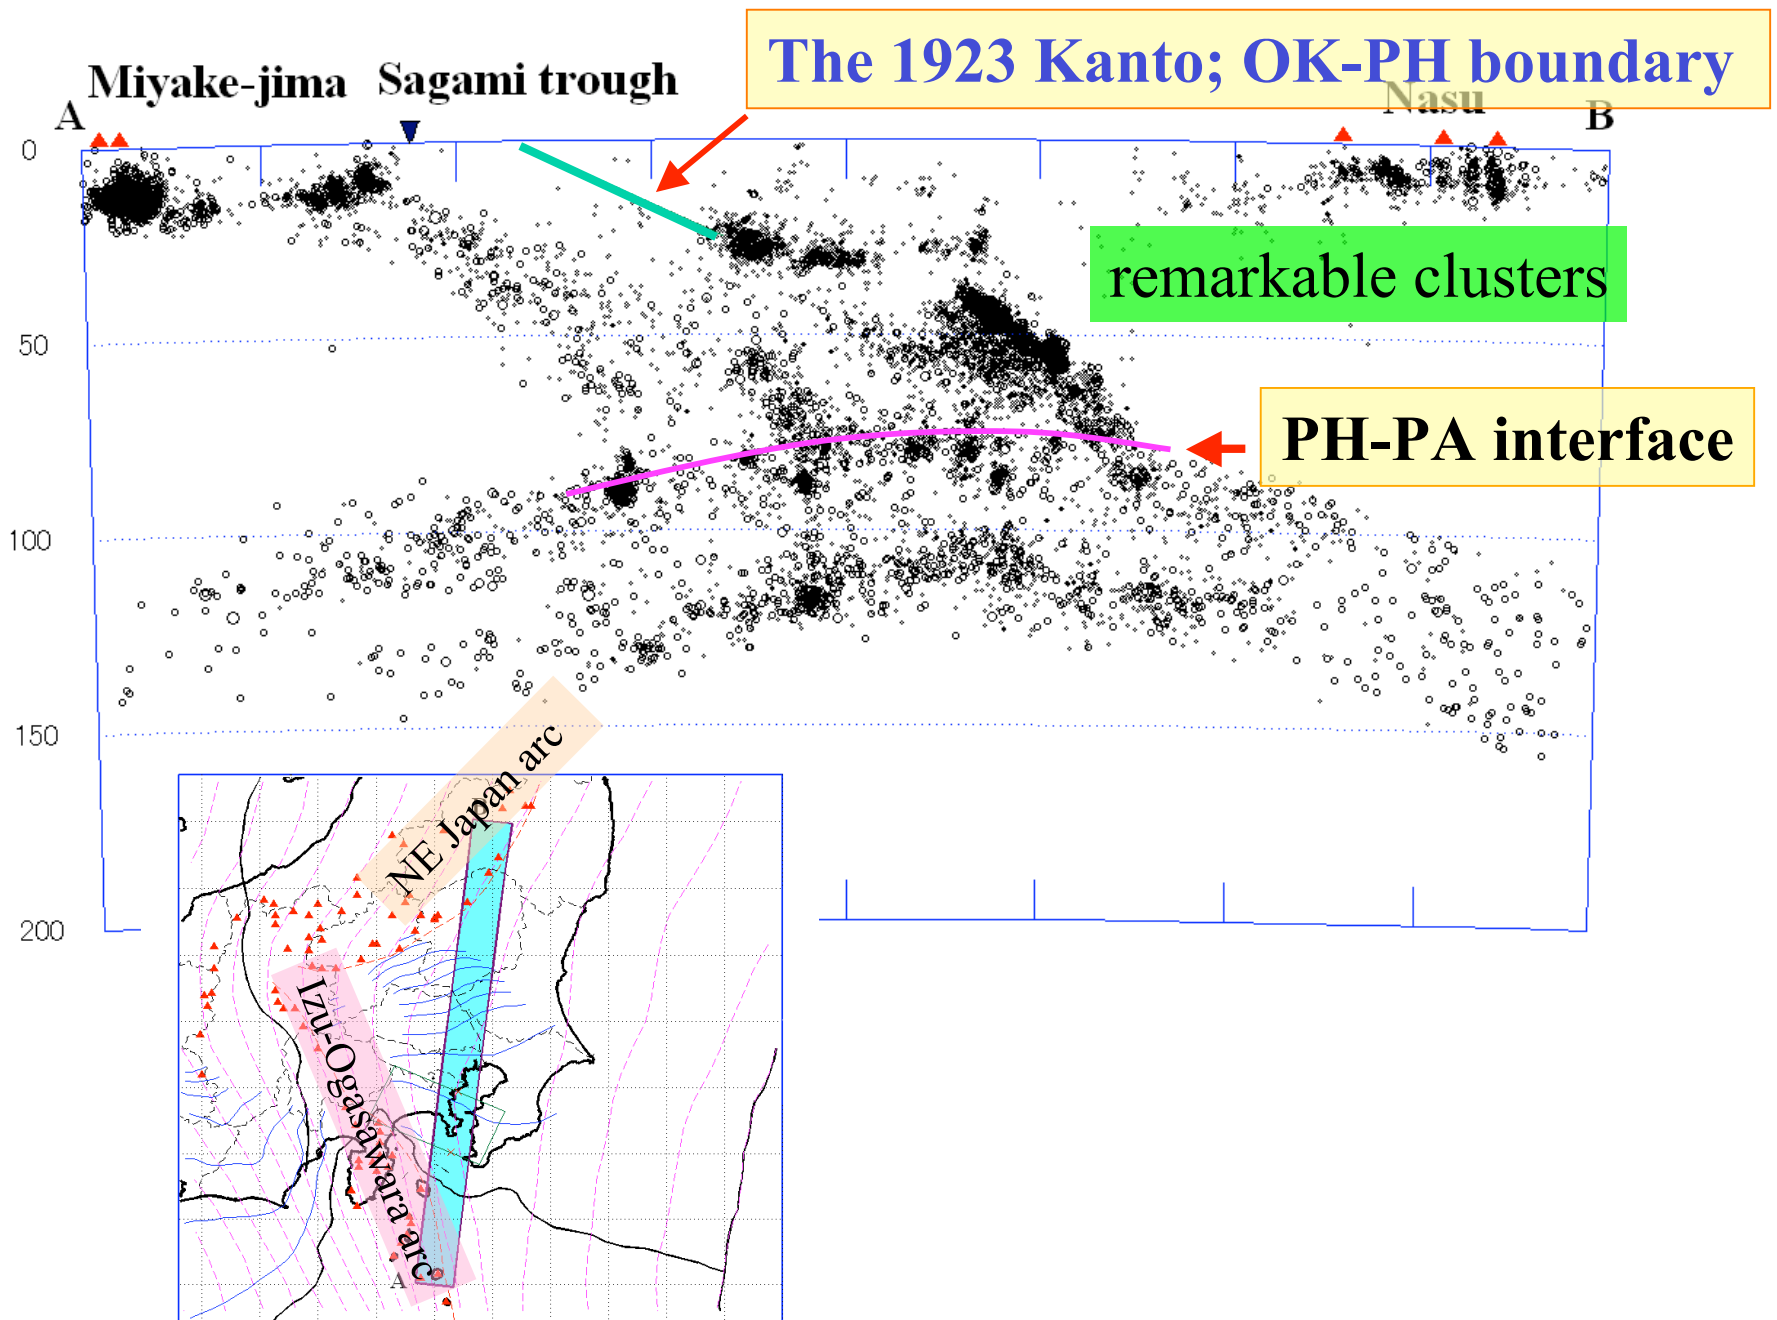 The 1923 Kanto; OK-PH boundary
Miyake-jima
Sagami trough
Nasu
A
B
0
50
100
150
200
remarkable clusters
PH-PA interface
NE Japan arc
Izu-Ogasawara arc
A